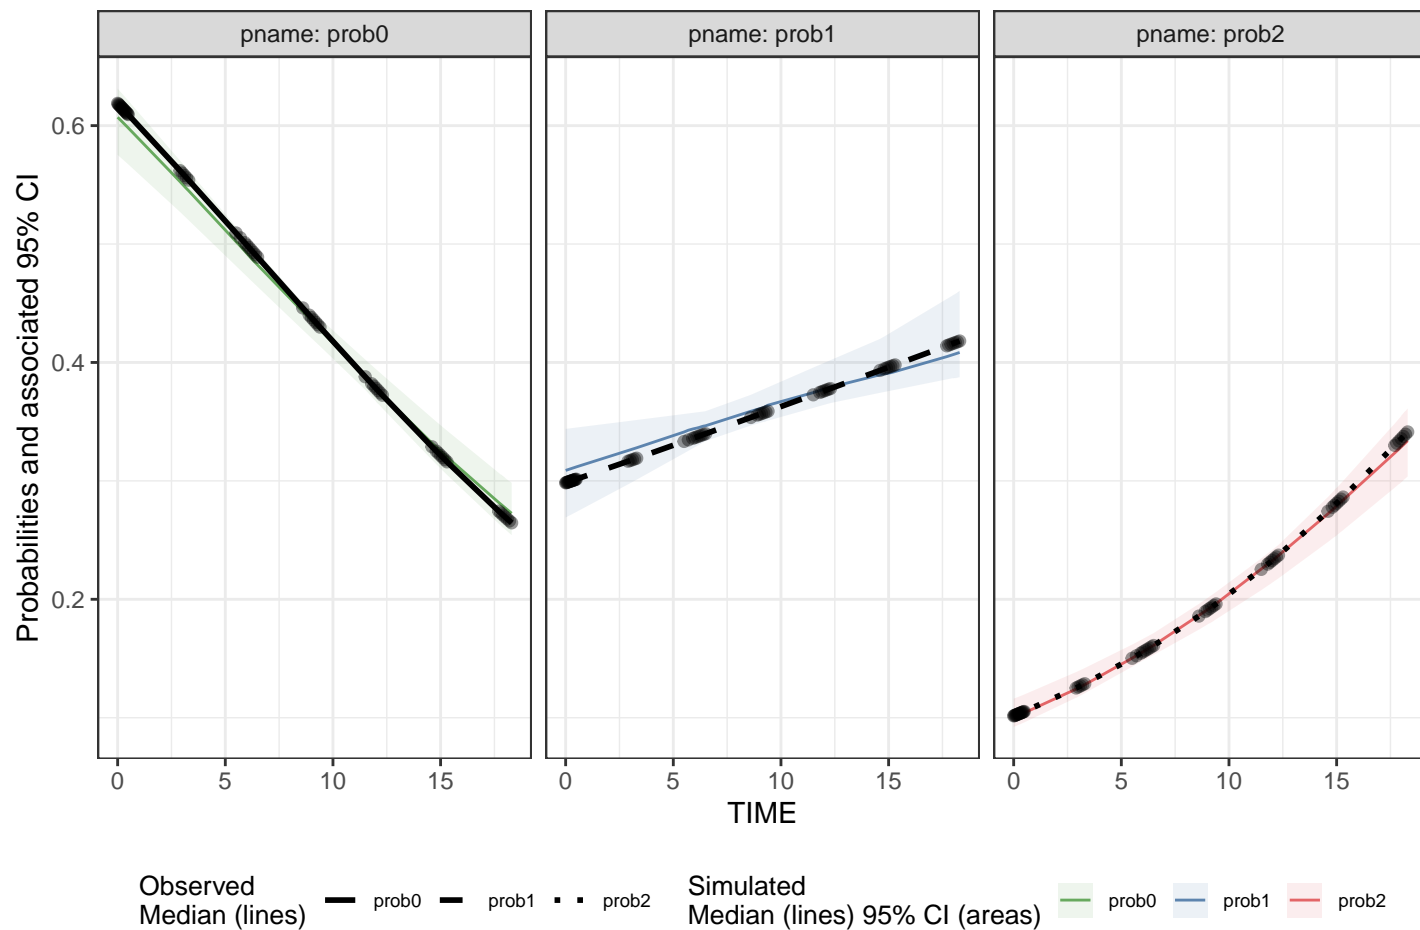 pname: prob0
pname: prob1
pname: prob2
Probabilities and associated 95% CI
0.6
0.4
0.2
0 5 10 15
0 5 10 15
0 5 10 15
TIME
Observed
Median (lines)
prob0
prob1
prob2
Simulated
Median (lines) 95% CI (areas)
prob0
prob1
prob2